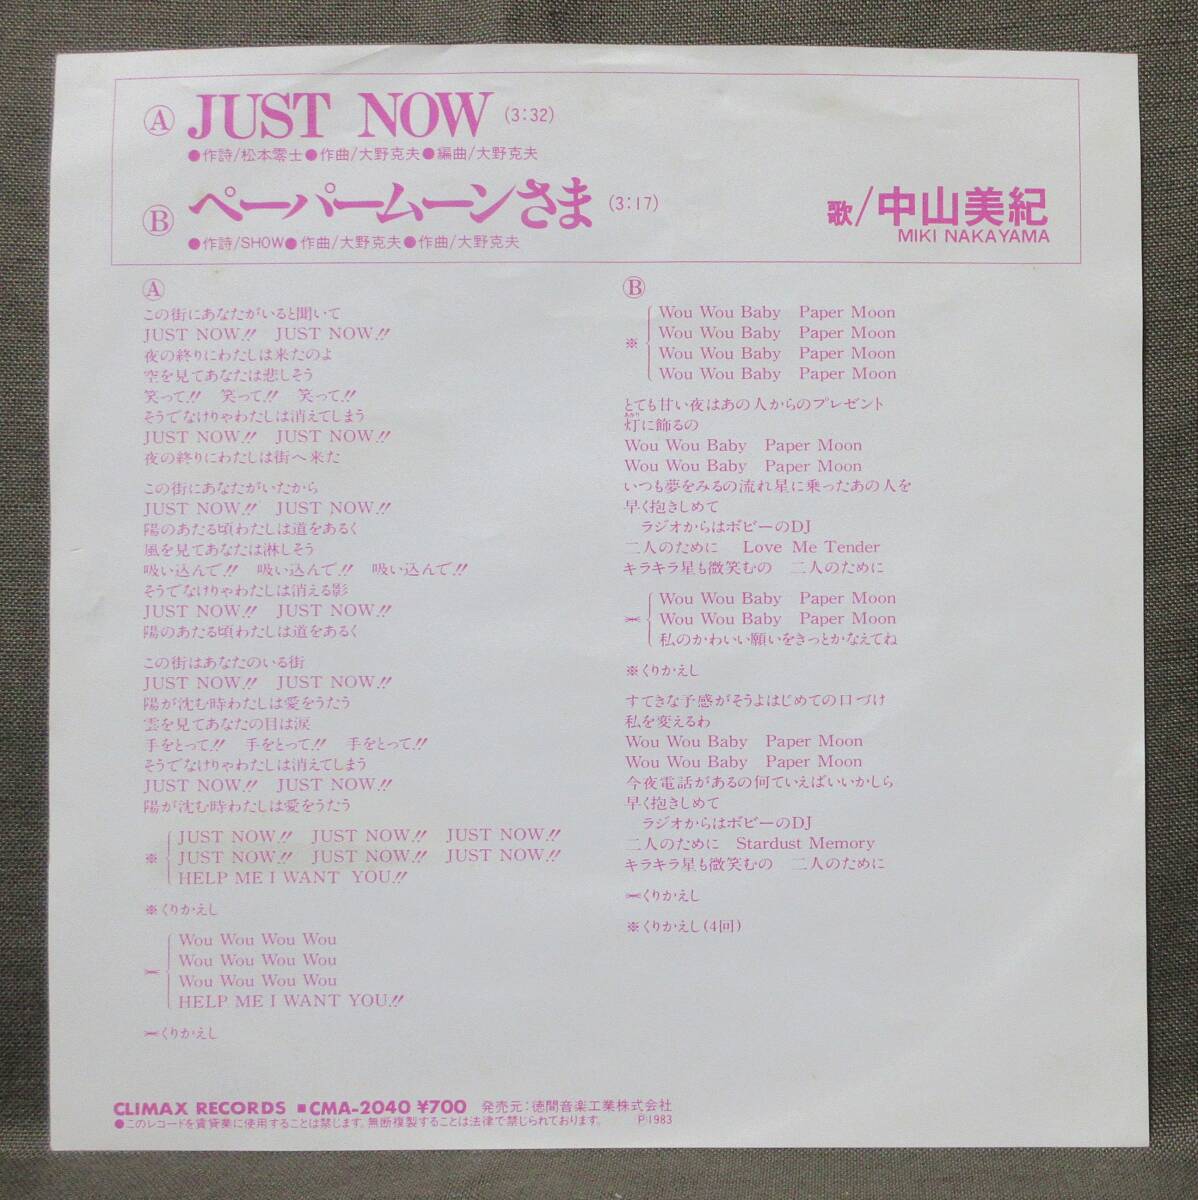 Ⓐ JUST NOW (3:32)
●作詩/松本零士●作曲/大野克夫●編曲/大野克夫
Ⓑ ペーパームーンさま (3:17)
●作詩/SHOW●作曲/大野克夫●作曲/大野克夫
歌/中山美紀
MIKI NAKAYAMA
Ⓐ
この街にあなたがいると聞いて
JUST NOW!! JUST NOW!!
夜の終りにわたしは来たのよ
空を見てあなたは悲しそう
笑って!! 笑って!! 笑って!!
そうでなけりゃわたしは消えてしまう
JUST NOW!! JUST NOW!!
夜の終りにわたしは街へ来た
この街にあなたがいたから
JUST NOW!! JUST NOW!!
陽のあたる頃わたしは道をあるく
風を見てあなたは淋しそう
吸い込んで!! 吸い込んで!! 吸い込んで!!
そうでなけりゃわたしは消える影
JUST NOW!! JUST NOW!!
陽のあたる頃わたしは道をあるく
この街はあなたのいる街
JUST NOW!! JUST NOW!!
陽が沈む時わたしは愛をうたう
雲を見てあなたの目は涙
手をとって!! 手をとって!! 手をとって!!
そうでなけりゃわたしは消えてしまう
JUST NOW!! JUST NOW!!
陽が沈む時わたしは愛をうたう
JUST NOW!! JUST NOW!! JUST NOW!!
※ JUST NOW!! JUST NOW!! JUST NOW!!
HELP ME I WANT YOU!!
※くりかえし
Wou Wou Wou Wou
Wou Wou Wou Wou
Wou Wou Wou Wou
HELP ME I WANT YOU!!
くりかえし
Ⓑ
Wou Wou Baby Paper Moon
※ Wou Wou Baby Paper Moon
Wou Wou Baby Paper Moon
Wou Wou Baby Paper Moon
とても甘い夜はあの人からのプレゼント
あかり
灯に飾るの
Wou Wou Baby Paper Moon
Wou Wou Baby Paper Moon
いつも夢をみるの流れ星に乗ったあの人を
早く抱きしめて
ラジオからはボビーのDJ
二人のために Love Me Tender
キラキラ星も微笑むの 二人のために
Wou Wou Baby Paper Moon
Wou Wou Baby Paper Moon
私のかわいい願いをきっとかなえてね
※くりかえし
すてきな予感がそうよはじめての口づけ
私を変えるわ
Wou Wou Baby Paper Moon
Wou Wou Baby Paper Moon
今夜電話があるの何ていえばいいかしら
早く抱きしめて
ラジオからはボビーのDJ
二人のために Stardust Memory
キラキラ星も微笑むの 二人のために
くりかえし
※くりかえし(4回)
CLIMAX RECORDS ■CMA-2040 ¥700 発売元:徳間音楽工業株式会社
●このレコードを賃貸業に使用することは禁じます。無断複製することは法律で禁じられております。 Ⓟ1983